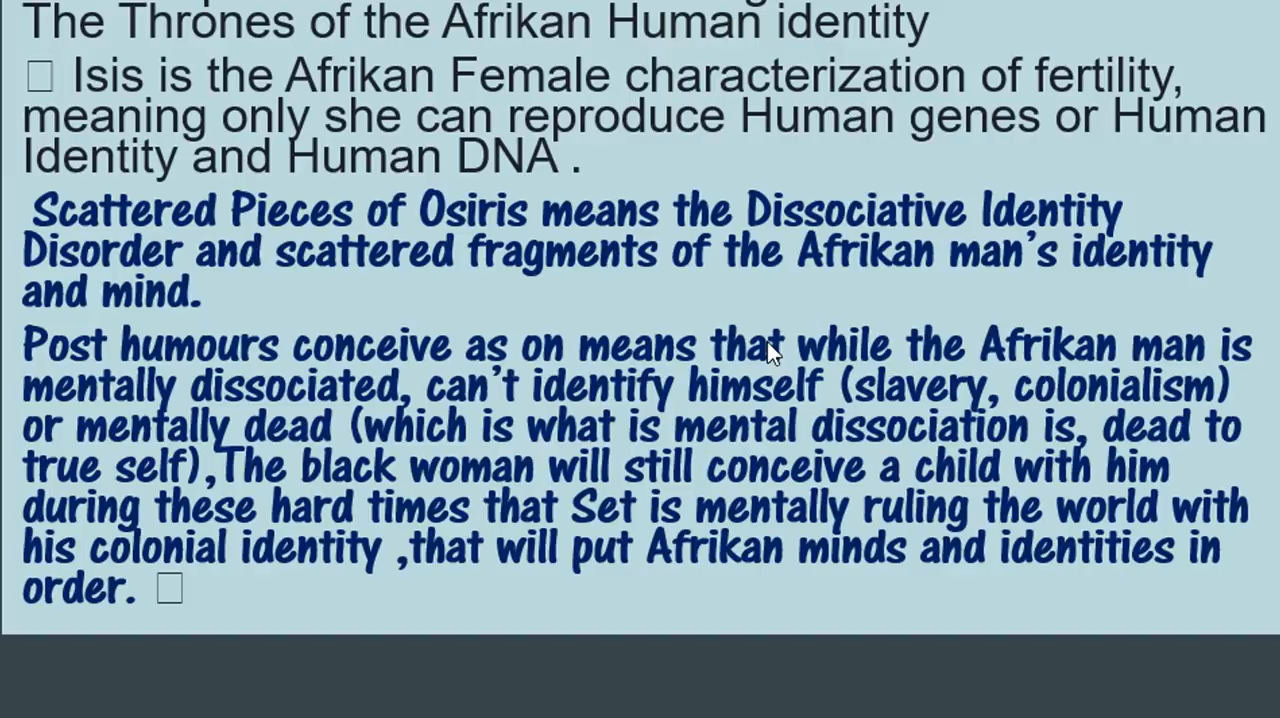 The Thrones of the Afrikan Human identity
Isis is the Afrikan Female characterization of fertility,
meaning only she can reproduce Human genes or Human
Identity and Human DNA .
Scattered Pieces of Osiris means the Dissociative Identity
Disorder and scattered fragments of the Afrikan man’s identity
and mind.
Post humours conceive as on means that while the Afrikan man is
mentally dissociated, can’t identify himself (slavery, colonialism)
or mentally dead (which is what is mental dissociation is, dead to
true self),The black woman will still conceive a child with him
during these hard times that Set is mentally ruling the world with
his colonial identity ,that will put Afrikan minds and identities in
order.